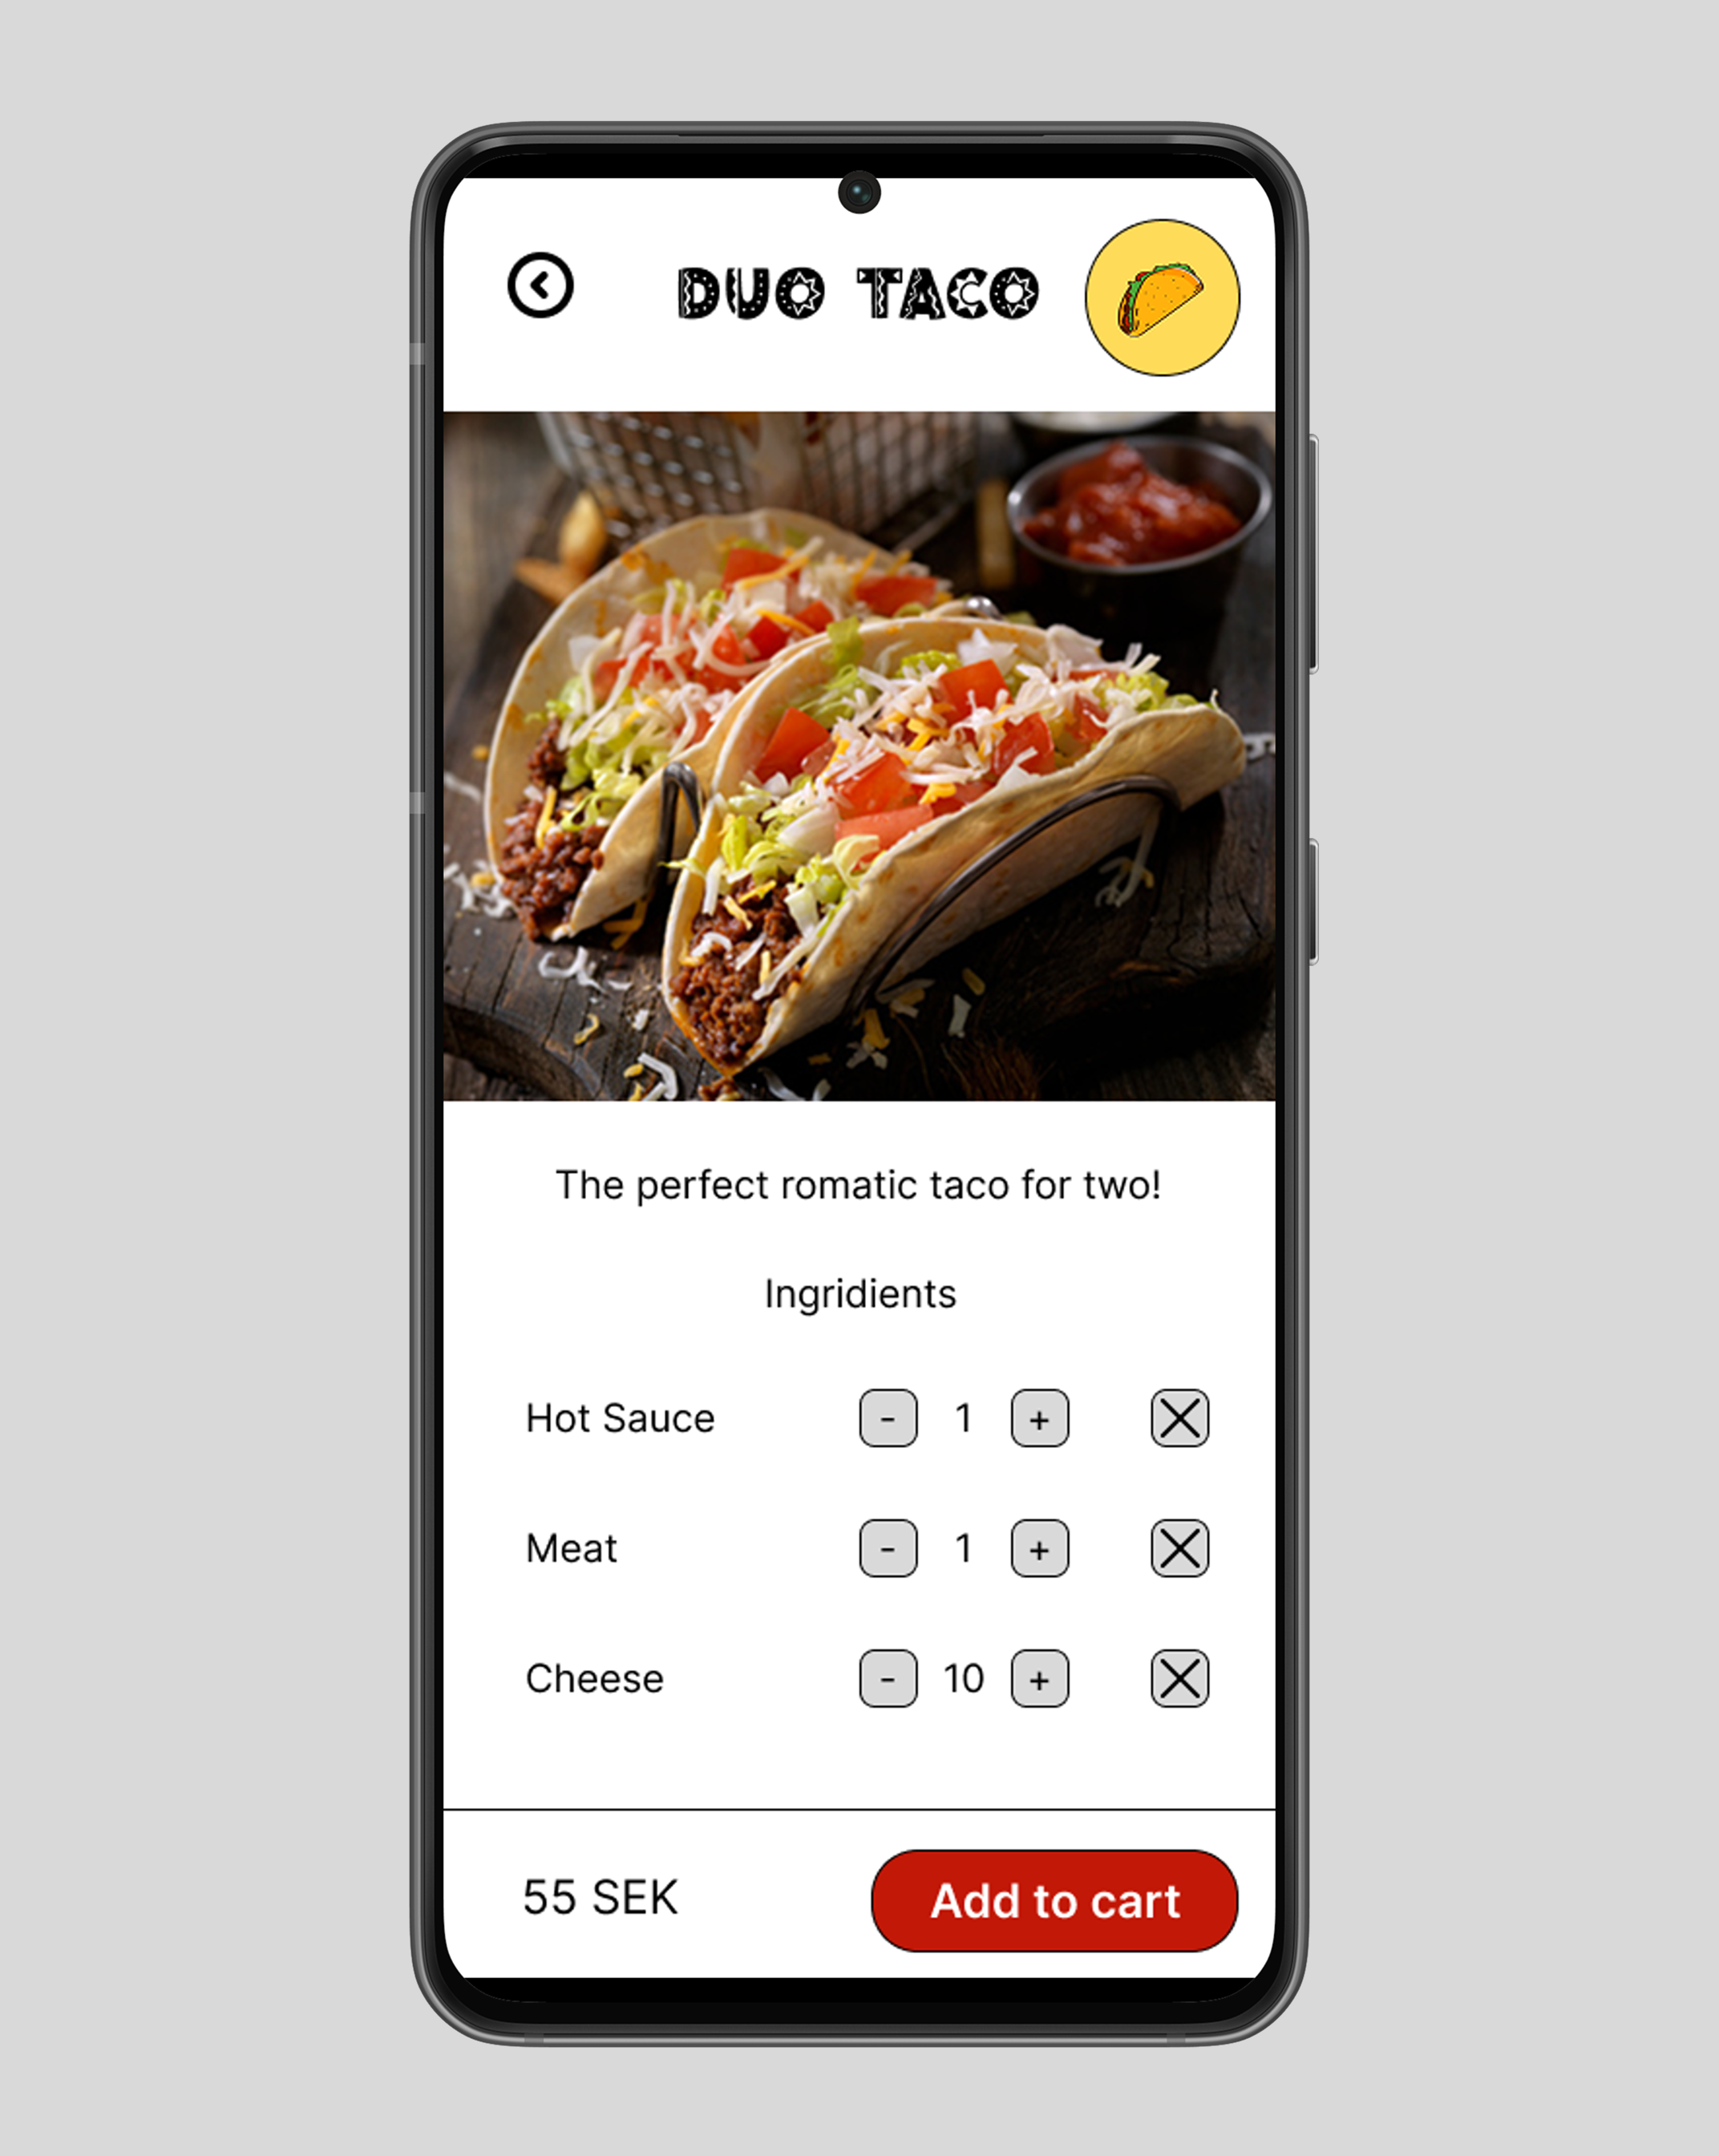 DUO TACO
The perfect romatic taco for two!
Ingridients
Hot Sauce - 1 +
Meat - 1 +
Cheese - 10 +
55 SEK Add to cart